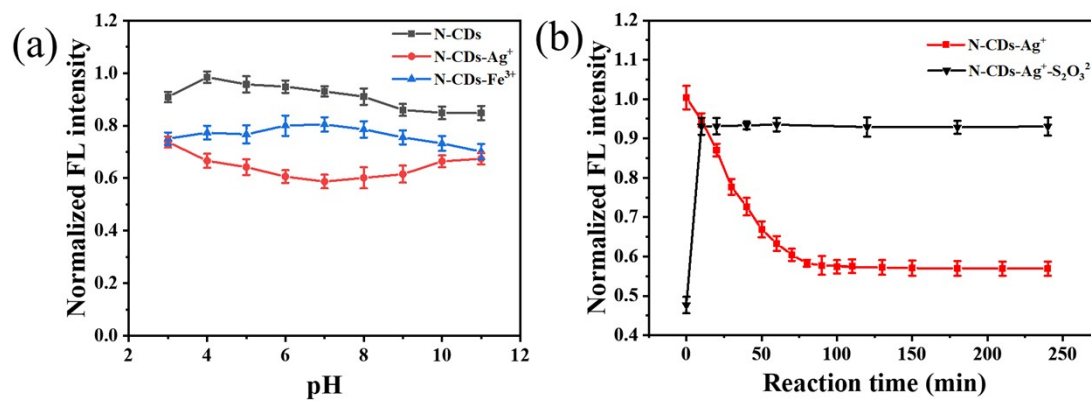 (a)
Normalized FL intensity
1.2
1.0
0.8
0.6
0.4
0.2
0.0
N-CDs
N-CDs-Ag⁺
N-CDs-Fe³⁺
2 4 6 8 10 12
pH
(b)
Normalized FL intensity
1.2
1.1
1.0
0.9
0.8
0.7
0.6
0.5
0.4
N-CDs-Ag⁺
N-CDs-Ag⁺-S₂O₃²
0 50 100 150 200 250
Reaction time (min)